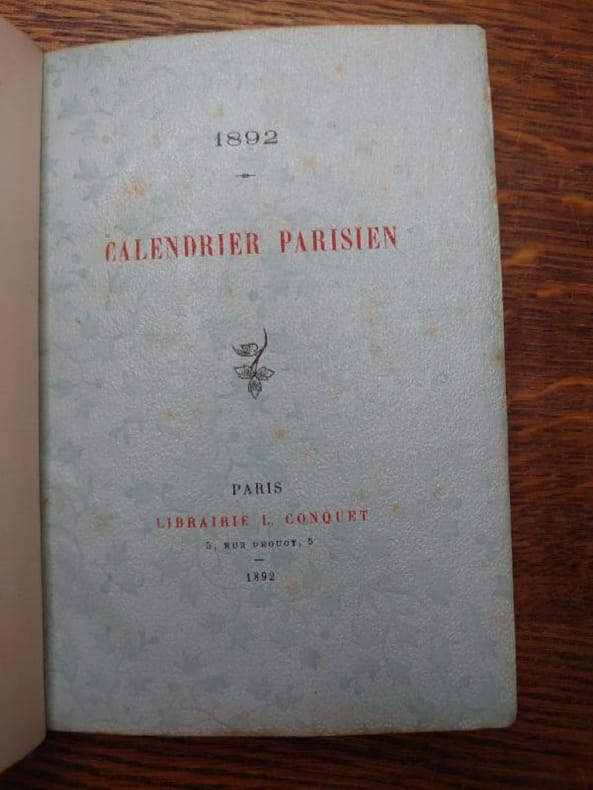 1892
CALENDRIER PARISIEN
PARIS
LIBRAIRIE L. CONQUET
5, RUE DROUOT, 5
1892